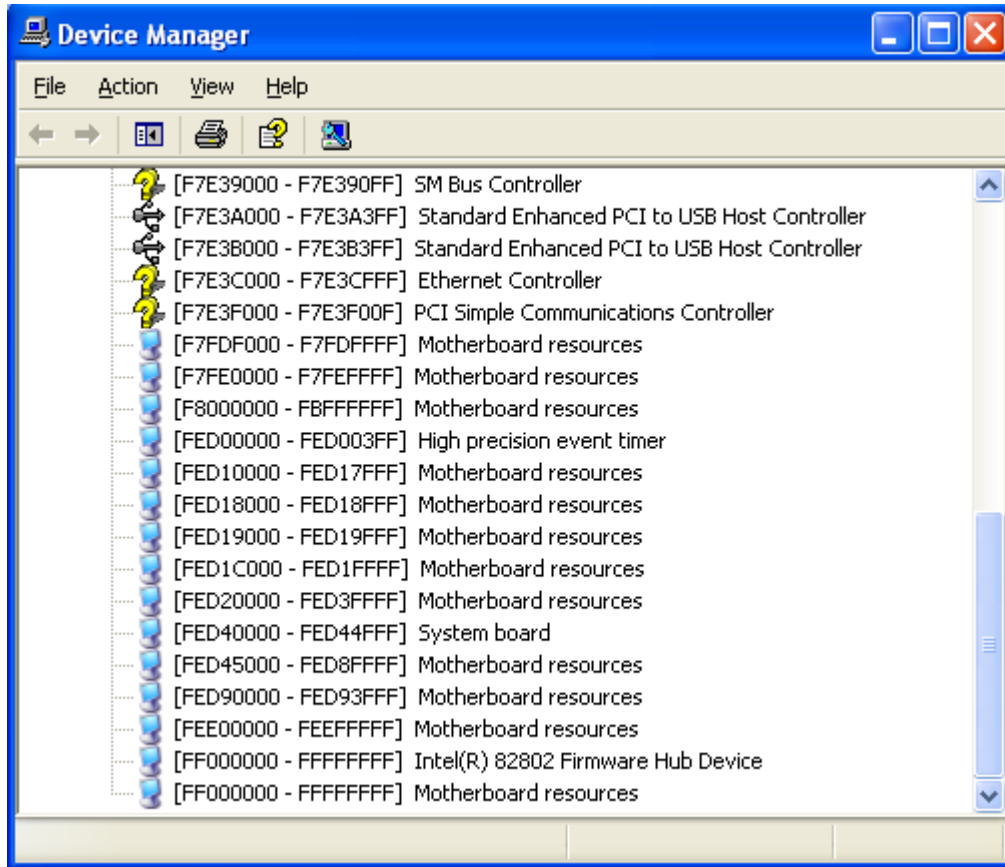 Device Manager
File Action View Help
[F7E39000 - F7E390FF] SM Bus Controller
[F7E3A000 - F7E3A3FF] Standard Enhanced PCI to USB Host Controller
[F7E3B000 - F7E3B3FF] Standard Enhanced PCI to USB Host Controller
[F7E3C000 - F7E3CFFF] Ethernet Controller
[F7E3F000 - F7E3F00F] PCI Simple Communications Controller
[F7FDF000 - F7FDFFFF] Motherboard resources
[F7FE0000 - F7FEFFFF] Motherboard resources
[F8000000 - FBFFFFFF] Motherboard resources
[FED00000 - FED003FF] High precision event timer
[FED10000 - FED17FFF] Motherboard resources
[FED18000 - FED18FFF] Motherboard resources
[FED19000 - FED19FFF] Motherboard resources
[FED1C000 - FED1FFFF] Motherboard resources
[FED20000 - FED3FFFF] Motherboard resources
[FED40000 - FED44FFF] System board
[FED45000 - FED8FFFF] Motherboard resources
[FED90000 - FED93FFF] Motherboard resources
[FEE00000 - FEEFFFFF] Motherboard resources
[FF000000 - FFFFFFFF] Intel(R) 82802 Firmware Hub Device
[FF000000 - FFFFFFFF] Motherboard resources